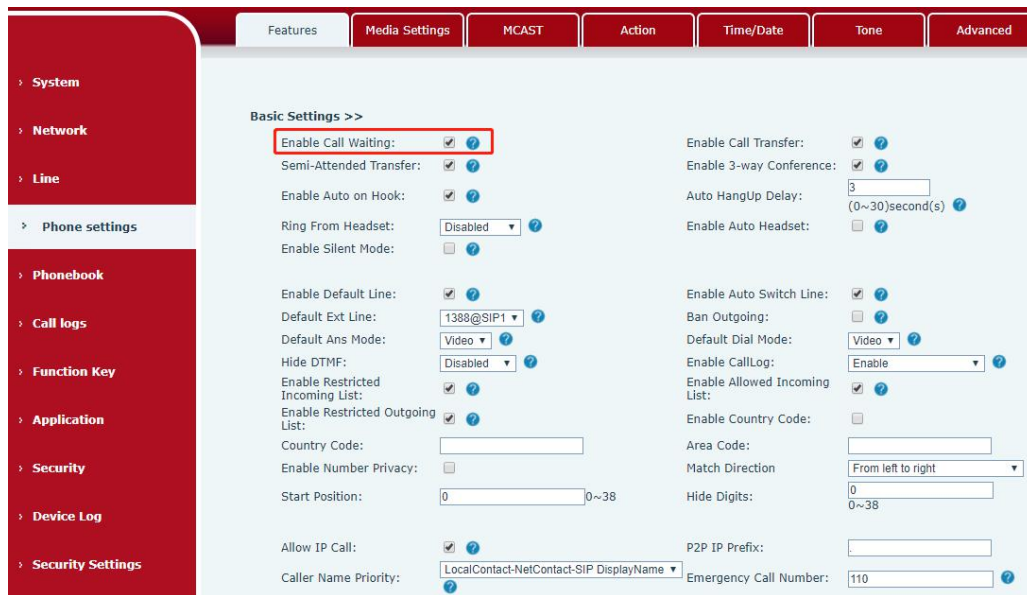 Features Media Settings MCAST Action Time/Date Tone Advanced
› System
› Network
› Line
› Phone settings
› Phonebook
› Call logs
› Function Key
› Application
› Security
› Device Log
› Security Settings
Basic Settings >>
Enable Call Waiting: ? Enable Call Transfer: ?
Semi-Attended Transfer: ? Enable 3-way Conference: ?
Enable Auto on Hook: ? Auto HangUp Delay: 3
(0~30)second(s) ?
Ring From Headset: Disabled ? Enable Auto Headset: ?
Enable Silent Mode: ?
Enable Default Line: ? Enable Auto Switch Line: ?
Default Ext Line: 1388@SIP1 ? Ban Outgoing: ?
Default Ans Mode: Video ? Default Dial Mode: Video ?
Hide DTMF: Disabled ? Enable CallLog: Enable ?
Enable Restricted
Incoming List: ? Enable Allowed Incoming
List: ?
Enable Restricted Outgoing
List: ? Enable Country Code:
Country Code: Area Code:
Enable Number Privacy: Match Direction From left to right
Start Position: 0 0~38 Hide Digits: 0
0~38
Allow IP Call: ? P2P IP Prefix: .
Caller Name Priority: LocalContact-NetContact-SIP DisplayName ? Emergency Call Number: 110 ?